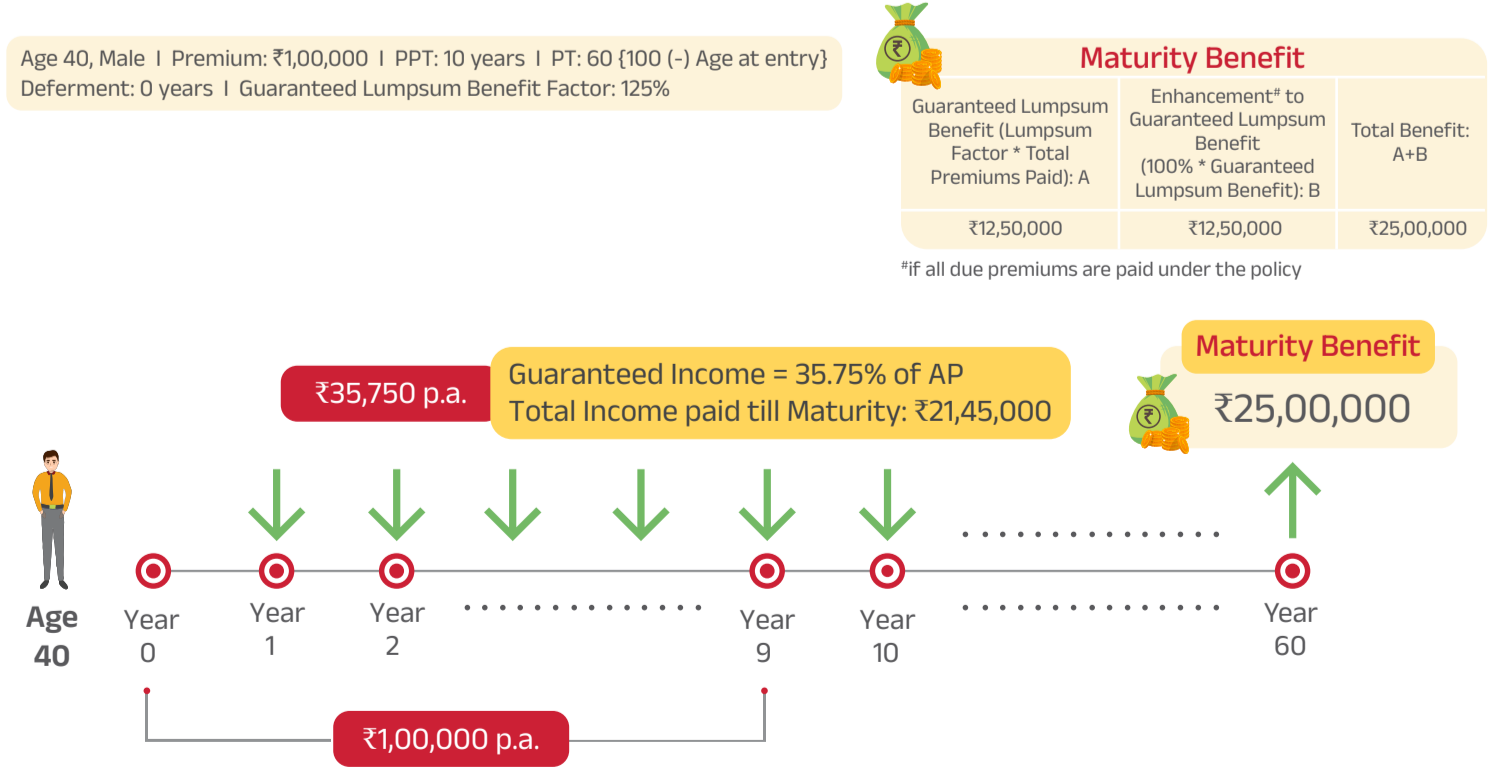 Age 40, Male I Premium: ₹1,00,000 I PPT: 10 years I PT: 60 {100 (-) Age at entry}
Deferment: 0 years I Guaranteed Lumpsum Benefit Factor: 125%
₹
Maturity Benefit
Guaranteed Lumpsum
Benefit (Lumpsum
Factor * Total
Premiums Paid): A
Enhancement# to
Guaranteed Lumpsum
Benefit
(100% * Guaranteed
Lumpsum Benefit): B
Total Benefit:
A+B
₹12,50,000
₹12,50,000
₹25,00,000
#if all due premiums are paid under the policy
₹35,750 p.a.
Guaranteed Income = 35.75% of AP
Total Income paid till Maturity: ₹21,45,000
Maturity Benefit
₹
₹25,00,000
Age
40
Year
0
Year
1
Year
2
Year
9
Year
10
Year
60
₹1,00,000 p.a.